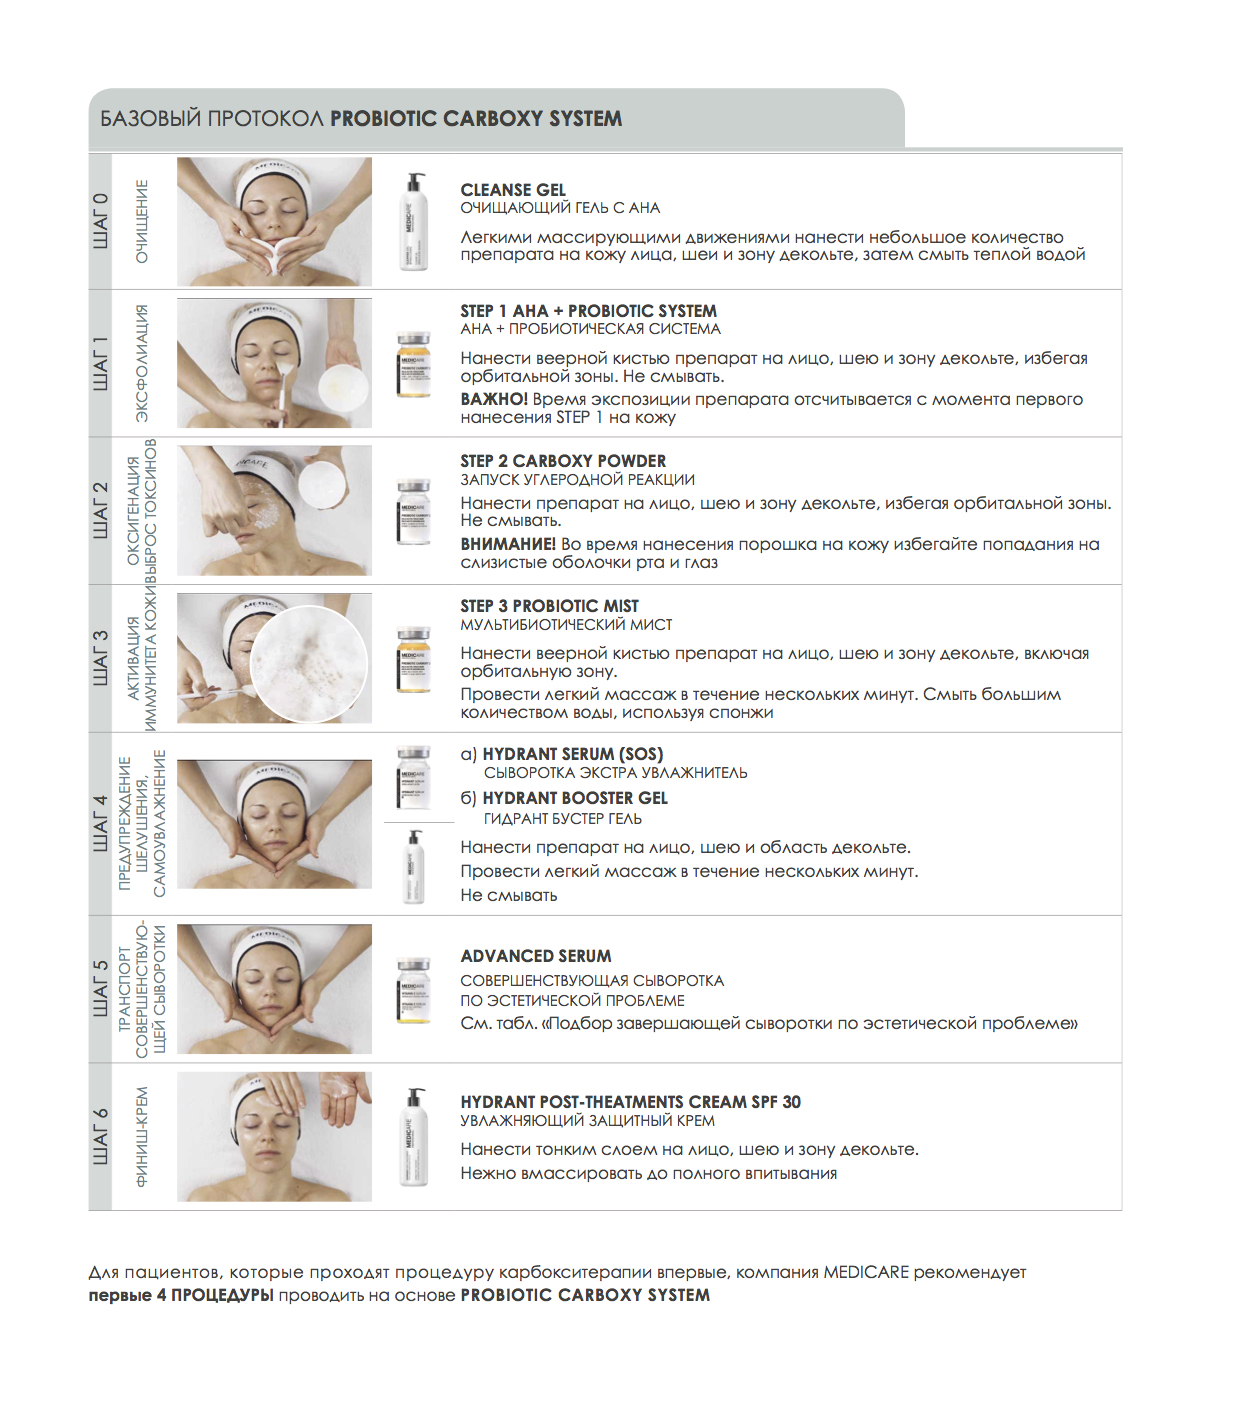 БАЗОВЫЙ ПРОТОКОЛ PROBIOTIC CARBOXY SYSTEM
ШАГ 0
ОЧИЩЕНИЕ
CLEANSE GEL
ОЧИЩАЮЩИЙ ГЕЛЬ С AHA
Легкими массирующими движениями нанести небольшое количество
препарата на кожу лица, шеи и зону декольте, затем смыть теплой водой
ШАГ 1
ЭКСФОЛИАЦИЯ
STEP 1 AHA + PROBIOTIC SYSTEM
AHA + ПРОБИОТИЧЕСКАЯ СИСТЕМА
Нанести веерной кистью препарат на лицо, шею и зону декольте, избегая
орбитальной зоны. Не смывать.
ВАЖНО! Время экспозиции препарата отсчитывается с момента первого
нанесения STEP 1 на кожу
ШАГ 2
ОКСИГЕНАЦИЯ
ВЫБРОС ТОКСИНОВ
STEP 2 CARBOXY POWDER
ЗАПУСК УГЛЕРОДНОЙ РЕАКЦИИ
Нанести препарат на лицо, шею и зону декольте, избегая орбитальной зоны.
Не смывать.
ВНИМАНИЕ! Во время нанесения порошка на кожу избегайте попадания на
слизистые оболочки рта и глаз
ШАГ 3
АКТИВАЦИЯ
ИММУНИТЕТА КОЖИ
STEP 3 PROBIOTIC MIST
МУЛЬТИБИОТИЧЕСКИЙ МИСТ
Нанести веерной кистью препарат на лицо, шею и зону декольте, включая
орбитальную зону.
Провести легкий массаж в течение нескольких минут. Смыть большим
количеством воды, используя спонжи
ШАГ 4
ПРЕДУПРЕЖДЕНИЕ
ШЕЛУШЕНИЯ,
САМОУВЛАЖНЕНИЕ
MEDICARE
MEDICARE
а) HYDRANT SERUM (SOS)
СЫВОРОТКА ЭКСТРА УВЛАЖНИТЕЛЬ
б) HYDRANT BOOSTER GEL
ГИДРАНТ БУСТЕР ГЕЛЬ
Нанести препарат на лицо, шею и область декольте.
Провести легкий массаж в течение нескольких минут.
Не смывать
ШАГ 5
ТРАНСПОРТ
СОВЕРШЕНСТВУЮ-
ЩЕЙ СЫВОРОТКИ
MEDICARE
ADVANCED SERUM
СОВЕРШЕНСТВУЮЩАЯ СЫВОРОТКА
ПО ЭСТЕТИЧЕСКОЙ ПРОБЛЕМЕ
См. табл. «Подбор завершающей сыворотки по эстетической проблеме»
ШАГ 6
ФИНИШ-КРЕМ
MEDICARE
HYDRANT POST-THEATMENTS CREAM SPF 30
УВЛАЖНЯЮЩИЙ ЗАЩИТНЫЙ КРЕМ
Нанести тонким слоем на лицо, шею и зону декольте.
Нежно вмассировать до полного впитывания
Для пациентов, которые проходят процедуру карбокситерапии впервые, компания MEDICARE рекомендует
первые 4 ПРОЦЕДУРЫ проводить на основе PROBIOTIC CARBOXY SYSTEM